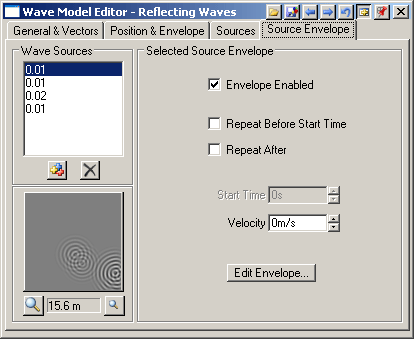 Wave Model Editor - Reflecting Waves
General & Vectors
Position & Envelope
Sources
Source Envelope
Wave Sources
0.01
0.01
0.02
0.01
15.6 m
Selected Source Envelope
Envelope Enabled
Repeat Before Start Time
Repeat After
Start Time 0s
Velocity 0m/s
Edit Envelope...